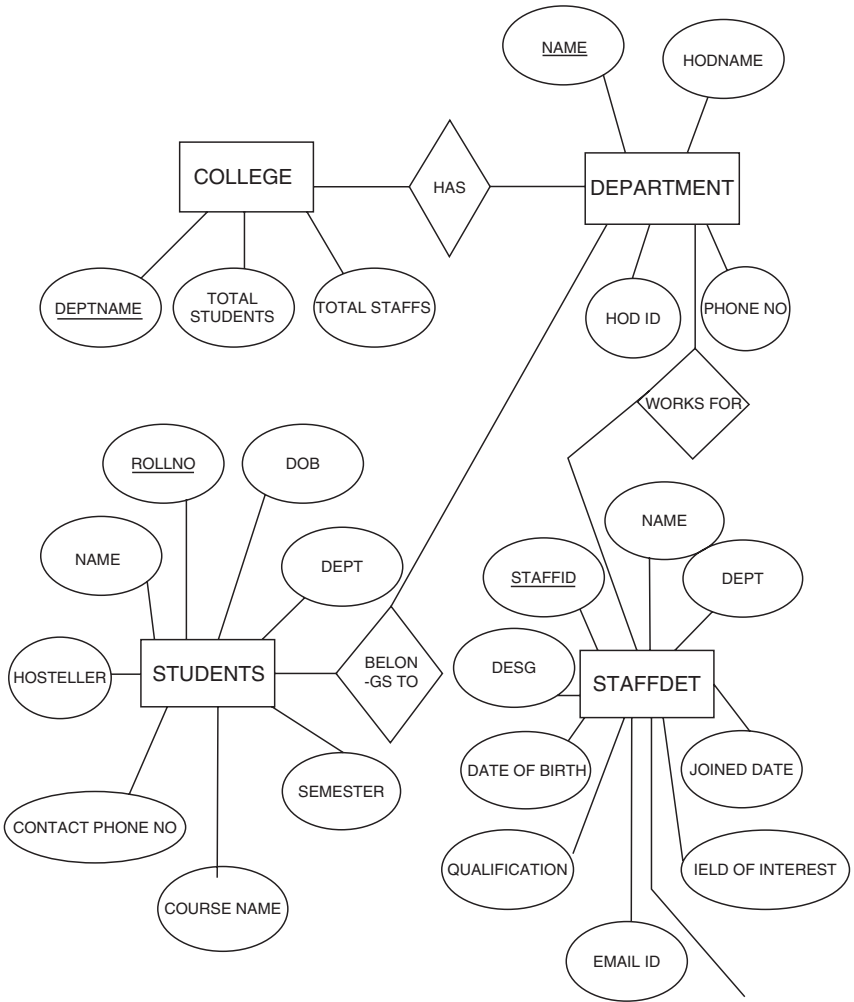 NAME
HODNAME
COLLEGE
HAS
DEPARTMENT
DEPTNAME
TOTAL
STUDENTS
TOTAL STAFFS
HOD ID
PHONE NO
WORKS FOR
ROLLNO
DOB
NAME
DEPT
NAME
STAFFID
DEPT
HOSTELLER
STUDENTS
BELON
-GS TO
DESG
STAFFDET
SEMESTER
DATE OF BIRTH
JOINED DATE
CONTACT PHONE NO
QUALIFICATION
IELD OF INTEREST
COURSE NAME
EMAIL ID